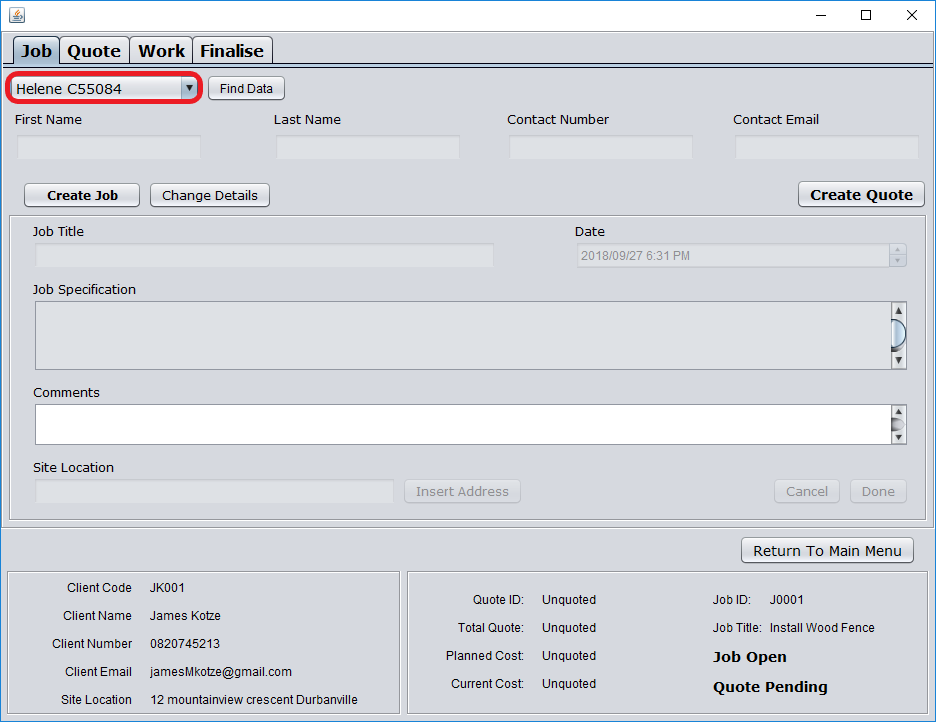 Job Quote Work Finalise
Helene C55084 Find Data
First Name Last Name Contact Number Contact Email
Create Job Change Details Create Quote
Job Title Date
2018/09/27 6:31 PM
Job Specification
Comments
Site Location
Insert Address Cancel Done
Return To Main Menu
Client Code JK001
Client Name James Kotze
Client Number 0820745213
Client Email jamesMkotze@gmail.com
Site Location 12 mountainview crescent Durbanville
Quote ID: Unquoted Job ID: J0001
Total Quote: Unquoted Job Title: Install Wood Fence
Planned Cost: Unquoted Job Open
Current Cost: Unquoted Quote Pending